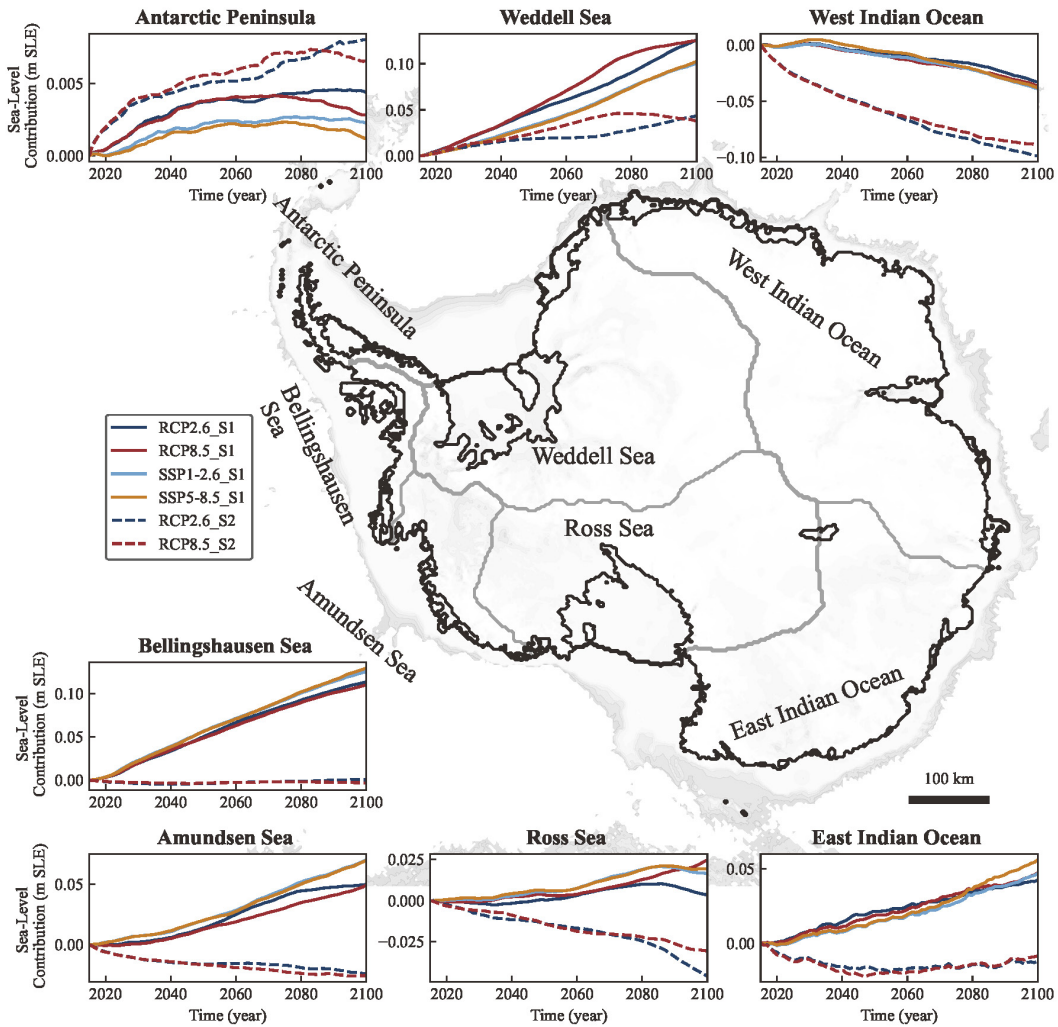 Antarctic Peninsula
Weddell Sea
West Indian Ocean
Sea-Level
Contribution (m SLE)
0.005
0.000
2020 2040 2060 2080 2100
Time (year)
0.10
0.05
0.00
2020 2040 2060 2080 2100
Time (year)
0.00
−0.05
−0.10
2020 2040 2060 2080 2100
Time (year)
Antarctic Peninsula
West Indian Ocean
Bellingshausen
Sea
Weddell Sea
Ross Sea
Amundsen Sea
East Indian Ocean
RCP2.6_S1
RCP8.5_S1
SSP1-2.6_S1
SSP5-8.5_S1
RCP2.6_S2
RCP8.5_S2
100 km
Bellingshausen Sea
Sea-Level
Contribution (m SLE)
0.10
0.05
0.00
2020 2040 2060 2080 2100
Time (year)
Amundsen Sea
Ross Sea
East Indian Ocean
Sea-Level
Contribution (m SLE)
0.05
0.00
2020 2040 2060 2080 2100
Time (year)
0.025
0.000
−0.025
2020 2040 2060 2080 2100
Time (year)
0.05
0.00
2020 2040 2060 2080 2100
Time (year)